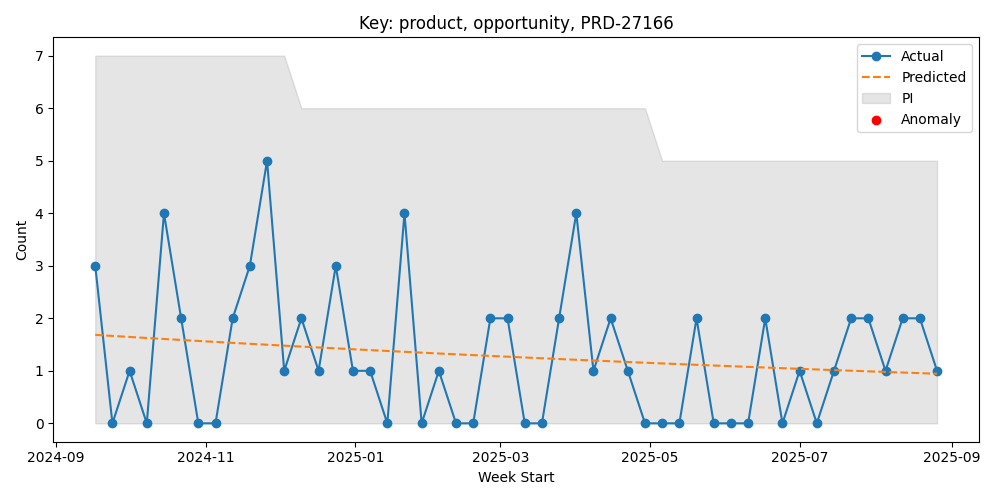 Key: product, opportunity, PRD-27166
Actual
Predicted
PI
Anomaly
Count
7
6
5
4
3
2
1
0
2024-09 2024-11 2025-01 2025-03 2025-05 2025-07 2025-09
Week Start